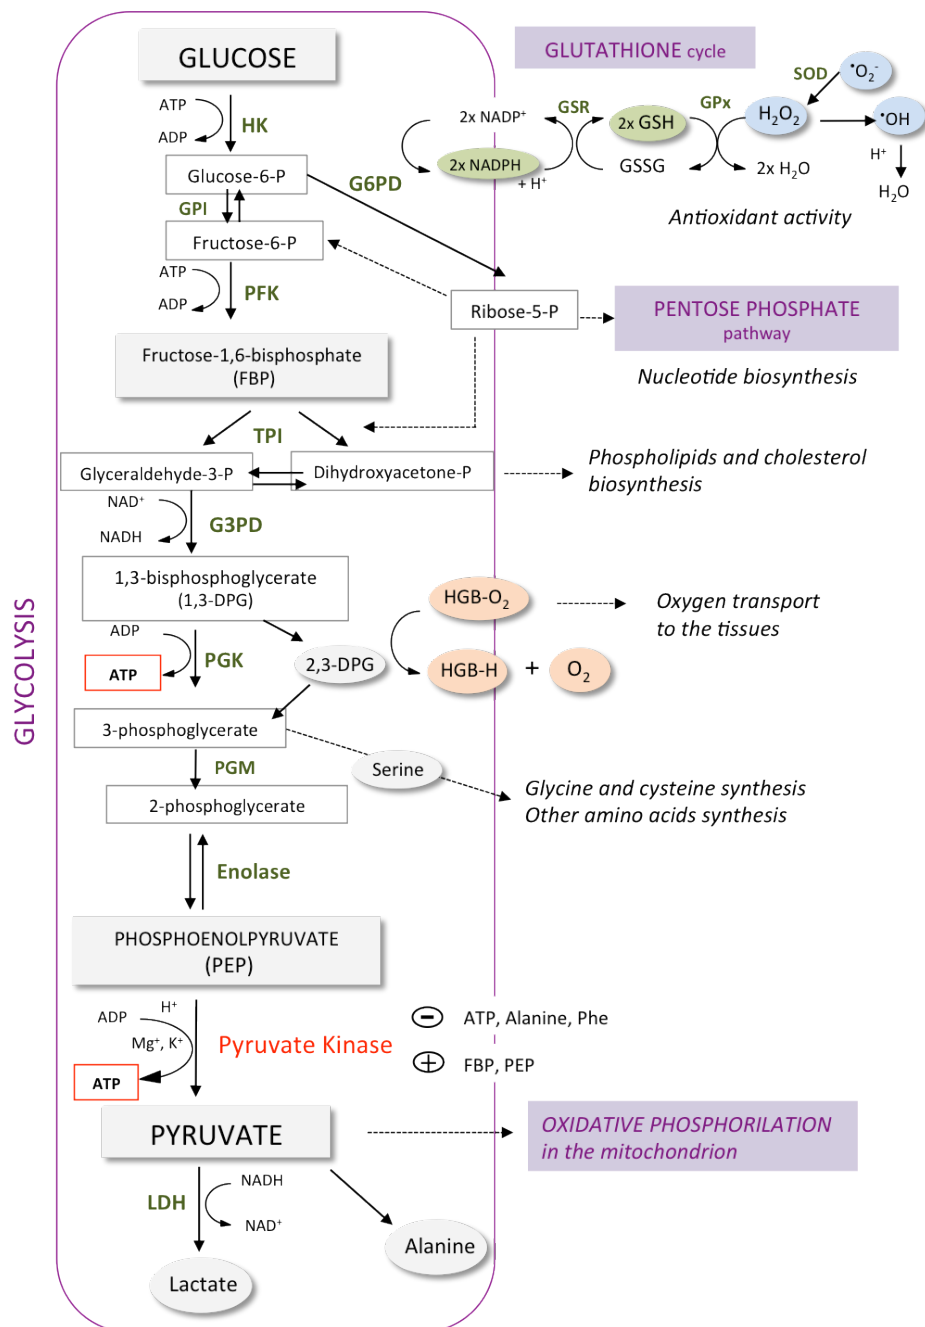 GLUCOSE
GLUTATHIONE cycle
ATP
ADP
HK
SOD
•O₂⁻
2x NADP⁺
GSR
2x GSH
GPx
H₂O₂
•OH
2x NADPH
+ H⁺
GSSG
2x H₂O
H⁺
H₂O
Glucose-6-P
G6PD
GPI
Antioxidant activity
Fructose-6-P
ATP
ADP
PFK
Ribose-5-P
PENTOSE PHOSPHATE
pathway
Fructose-1,6-bisphosphate
(FBP)
Nucleotide biosynthesis
TPI
Glyceraldehyde-3-P
Dihydroxyacetone-P
Phospholipids and cholesterol
biosynthesis
NAD⁺
NADH
G3PD
1,3-bisphosphoglycerate
(1,3-DPG)
HGB-O₂
Oxygen transport
to the tissues
ADP
ATP
PGK
2,3-DPG
HGB-H
+
O₂
GLYCOLYSIS
3-phosphoglycerate
PGM
Serine
Glycine and cysteine synthesis
Other amino acids synthesis
2-phosphoglycerate
Enolase
PHOSPHOENOLPYRUVATE
(PEP)
H⁺
ADP
Mg⁺, K⁺
ATP
Pyruvate Kinase
− ATP, Alanine, Phe
+ FBP, PEP
PYRUVATE
OXIDATIVE PHOSPHORILATION
in the mitochondrion
LDH
NADH
NAD⁺
Alanine
Lactate